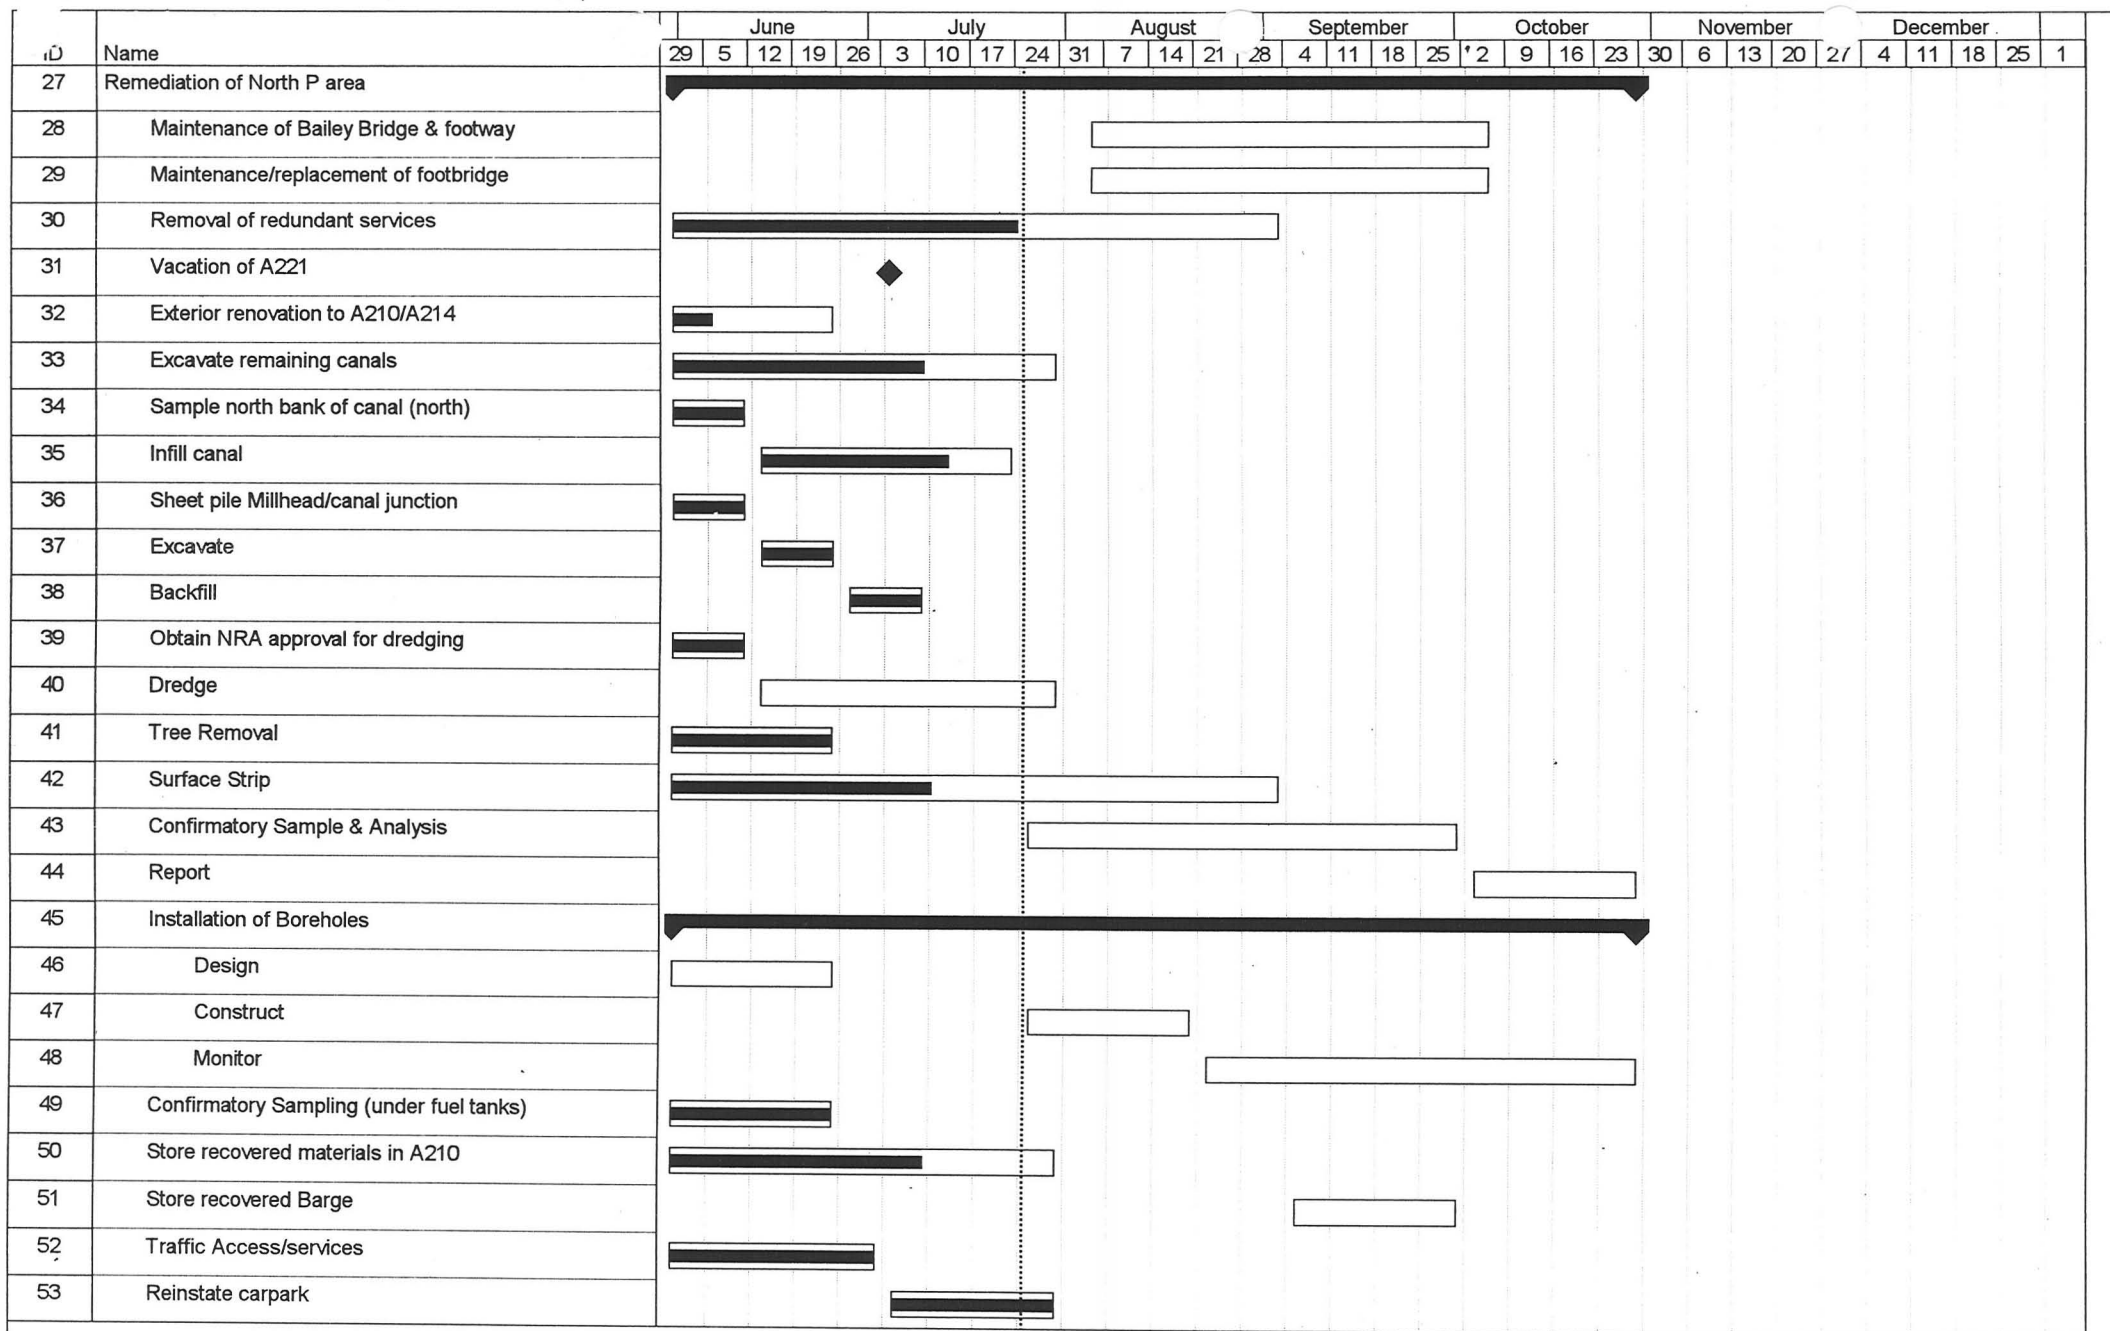 June July August September October November December
ID Name 29 5 12 19 26 3 10 17 24 31 7 14 21 28 4 11 18 25 2 9 16 23 30 6 13 20 27 4 11 18 25 1
27 Remediation of North P area
28 Maintenance of Bailey Bridge & footway
29 Maintenance/replacement of footbridge
30 Removal of redundant services
31 Vacation of A221
32 Exterior renovation to A210/A214
33 Excavate remaining canals
34 Sample north bank of canal (north)
35 Infill canal
36 Sheet pile Millhead/canal junction
37 Excavate
38 Backfill
39 Obtain NRA approval for dredging
40 Dredge
41 Tree Removal
42 Surface Strip
43 Confirmatory Sample & Analysis
44 Report
45 Installation of Boreholes
46 Design
47 Construct
48 Monitor
49 Confirmatory Sampling (under fuel tanks)
50 Store recovered materials in A210
51 Store recovered Barge
52 Traffic Access/services
53 Reinstate carpark